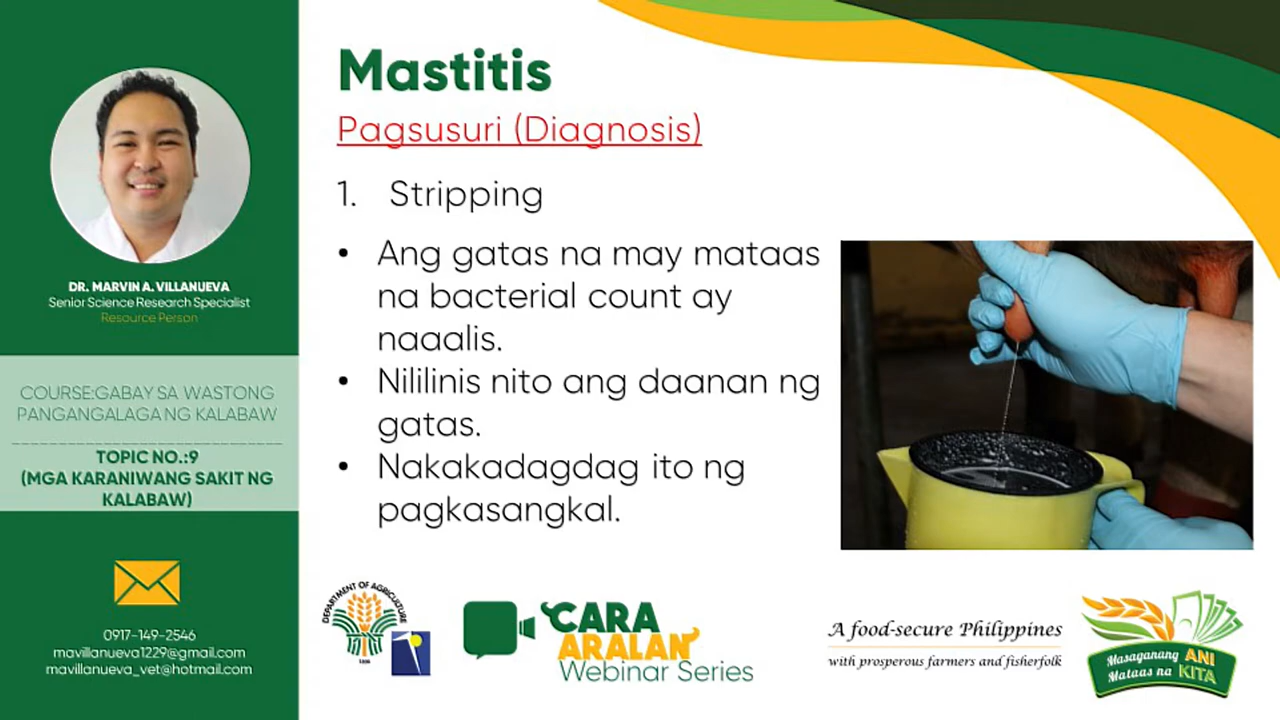 DR. MARVIN A. VILLANUEVA
Senior Science Research Specialist
Resource Person
COURSE:GABAY SA WASTONG
PANGANGALAGA NG KALABAW
TOPIC NO.:9
(MGA KARANIWANG SAKIT NG
KALABAW)
0917-149-2546
mavillanueva1229@gmail.com
mavillanueva_vet@hotmail.com
Mastitis
Pagsusuri (Diagnosis)
1. Stripping
• Ang gatas na may mataas
na bacterial count ay
naaalis.
• Nililinis nito ang daanan ng
gatas.
• Nakakadagdag ito ng
pagkasangkal.
DEPARTMENT OF AGRICULTURE
1898
CARA
ARALAN
Webinar Series
A food-secure Philippines
with prosperous farmers and fisherfolk
Masaganang ANI
Mataas na KITA